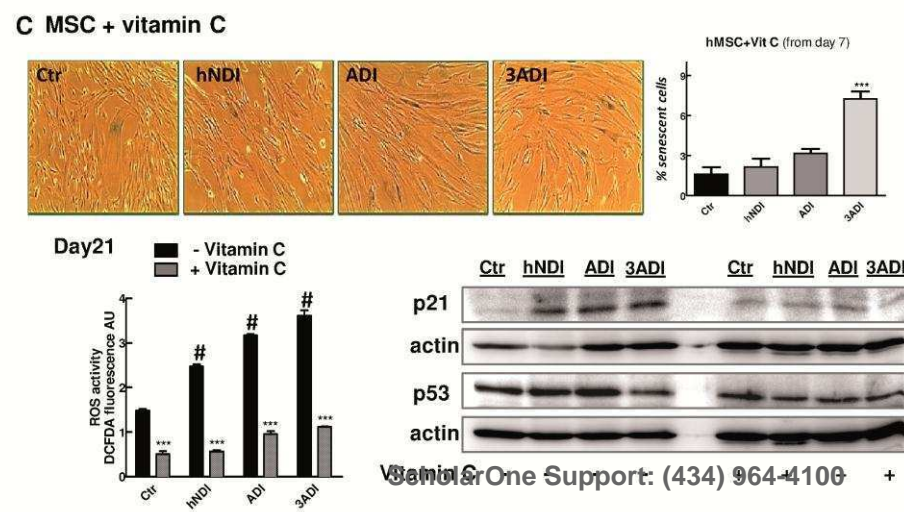 C MSC + vitamin C
Ctr
hNDI
ADI
3ADI
hMSC+Vit C (from day 7)
***
% senescent cells
9
6
3
0
Ctr
hNDI
ADI
3ADI
Day21
- Vitamin C
+ Vitamin C
ROS activity
DCFDA fluorescence AU
4
3
2
1
0
#
#
#
***
***
***
***
Ctr
hNDI
ADI
3ADI
Ctr hNDI ADI 3ADI Ctr hNDI ADI 3ADI
p21
actin
p53
actin
Vitamin C - - - - + + + +
ScholarOne Support: (434) 964-4100